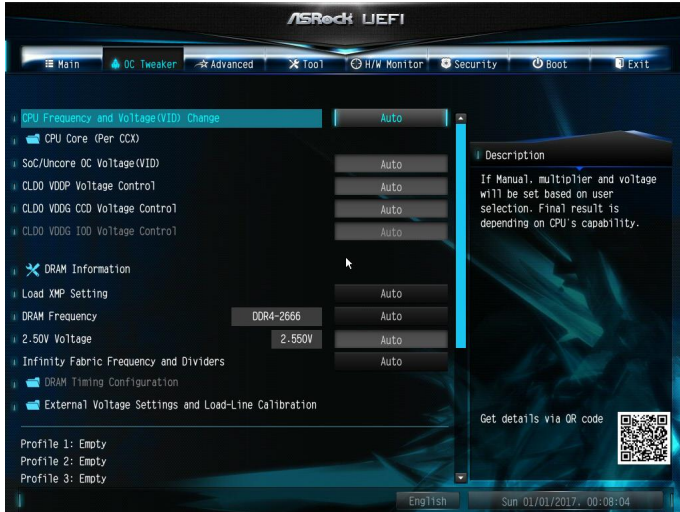 ASRock UEFI
Main OC Tweaker Advanced Tool H/W Monitor Security Boot Exit
CPU Frequency and Voltage(VID) Change Auto
CPU Core (Per CCX)
SoC/Uncore OC Voltage(VID) Auto
CLDO VDDP Voltage Control Auto
CLDO VDDG CCD Voltage Control Auto
CLDO VDDG IOD Voltage Control Auto
DRAM Information
Load XMP Setting Auto
DRAM Frequency DDR4-2666 Auto
2.50V Voltage 2.550V Auto
Infinity Fabric Frequency and Dividers Auto
DRAM Timing Configuration
External Voltage Settings and Load-Line Calibration
Profile 1: Empty
Profile 2: Empty
Profile 3: Empty
Description
If Manual, multiplier and voltage
will be set based on user
selection. Final result is
depending on CPU's capability.
Get details via QR code
English
Sun 01/01/2017, 00:08:04